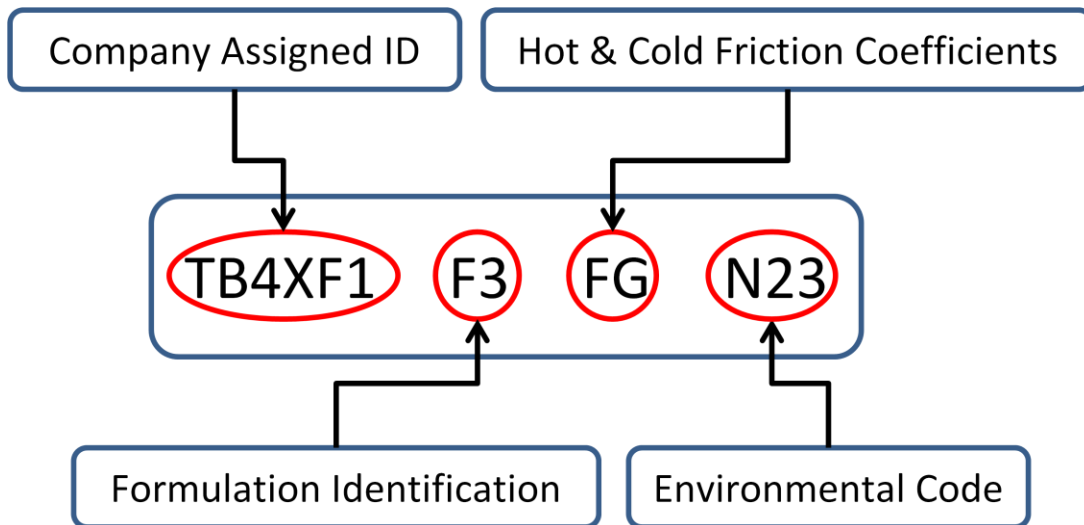 Company Assigned ID
Hot & Cold Friction Coefficients
TB4XF1 F3 FG N23
Formulation Identification
Environmental Code